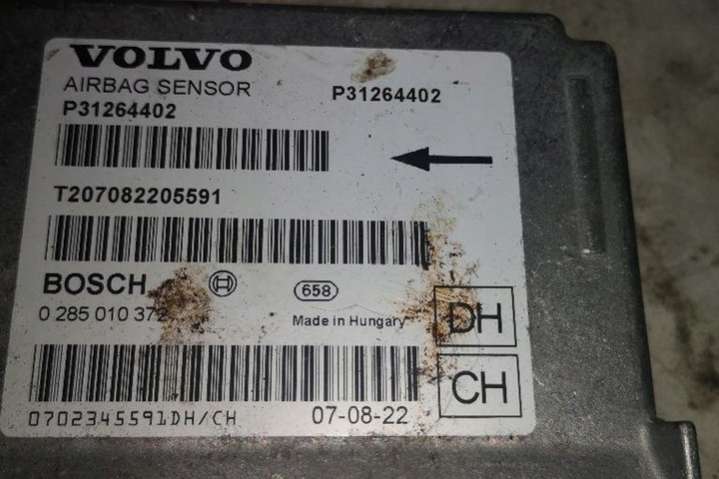 VOLVO
AIRBAG SENSOR
P31264402
P31264402
T207082205591
BOSCH
0 285 010 372
658
Made in Hungary
DH
CH
0702345591DH/CH
07-08-22